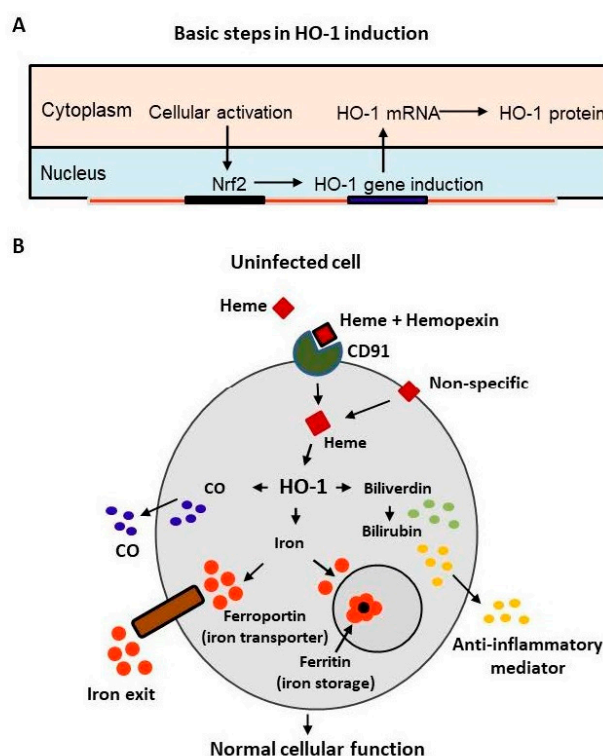 A
Basic steps in HO-1 induction
Cytoplasm
Cellular activation
HO-1 mRNA
HO-1 protein
Nucleus
Nrf2
HO-1 gene induction
B
Uninfected cell
Heme
Heme + Hemopexin
CD91
Non-specific
Heme
CO
HO-1
Biliverdin
CO
Iron
Bilirubin
Ferroportin
(iron transporter)
Ferritin
(iron storage)
Anti-inflammatory
mediator
Iron exit
Normal cellular function